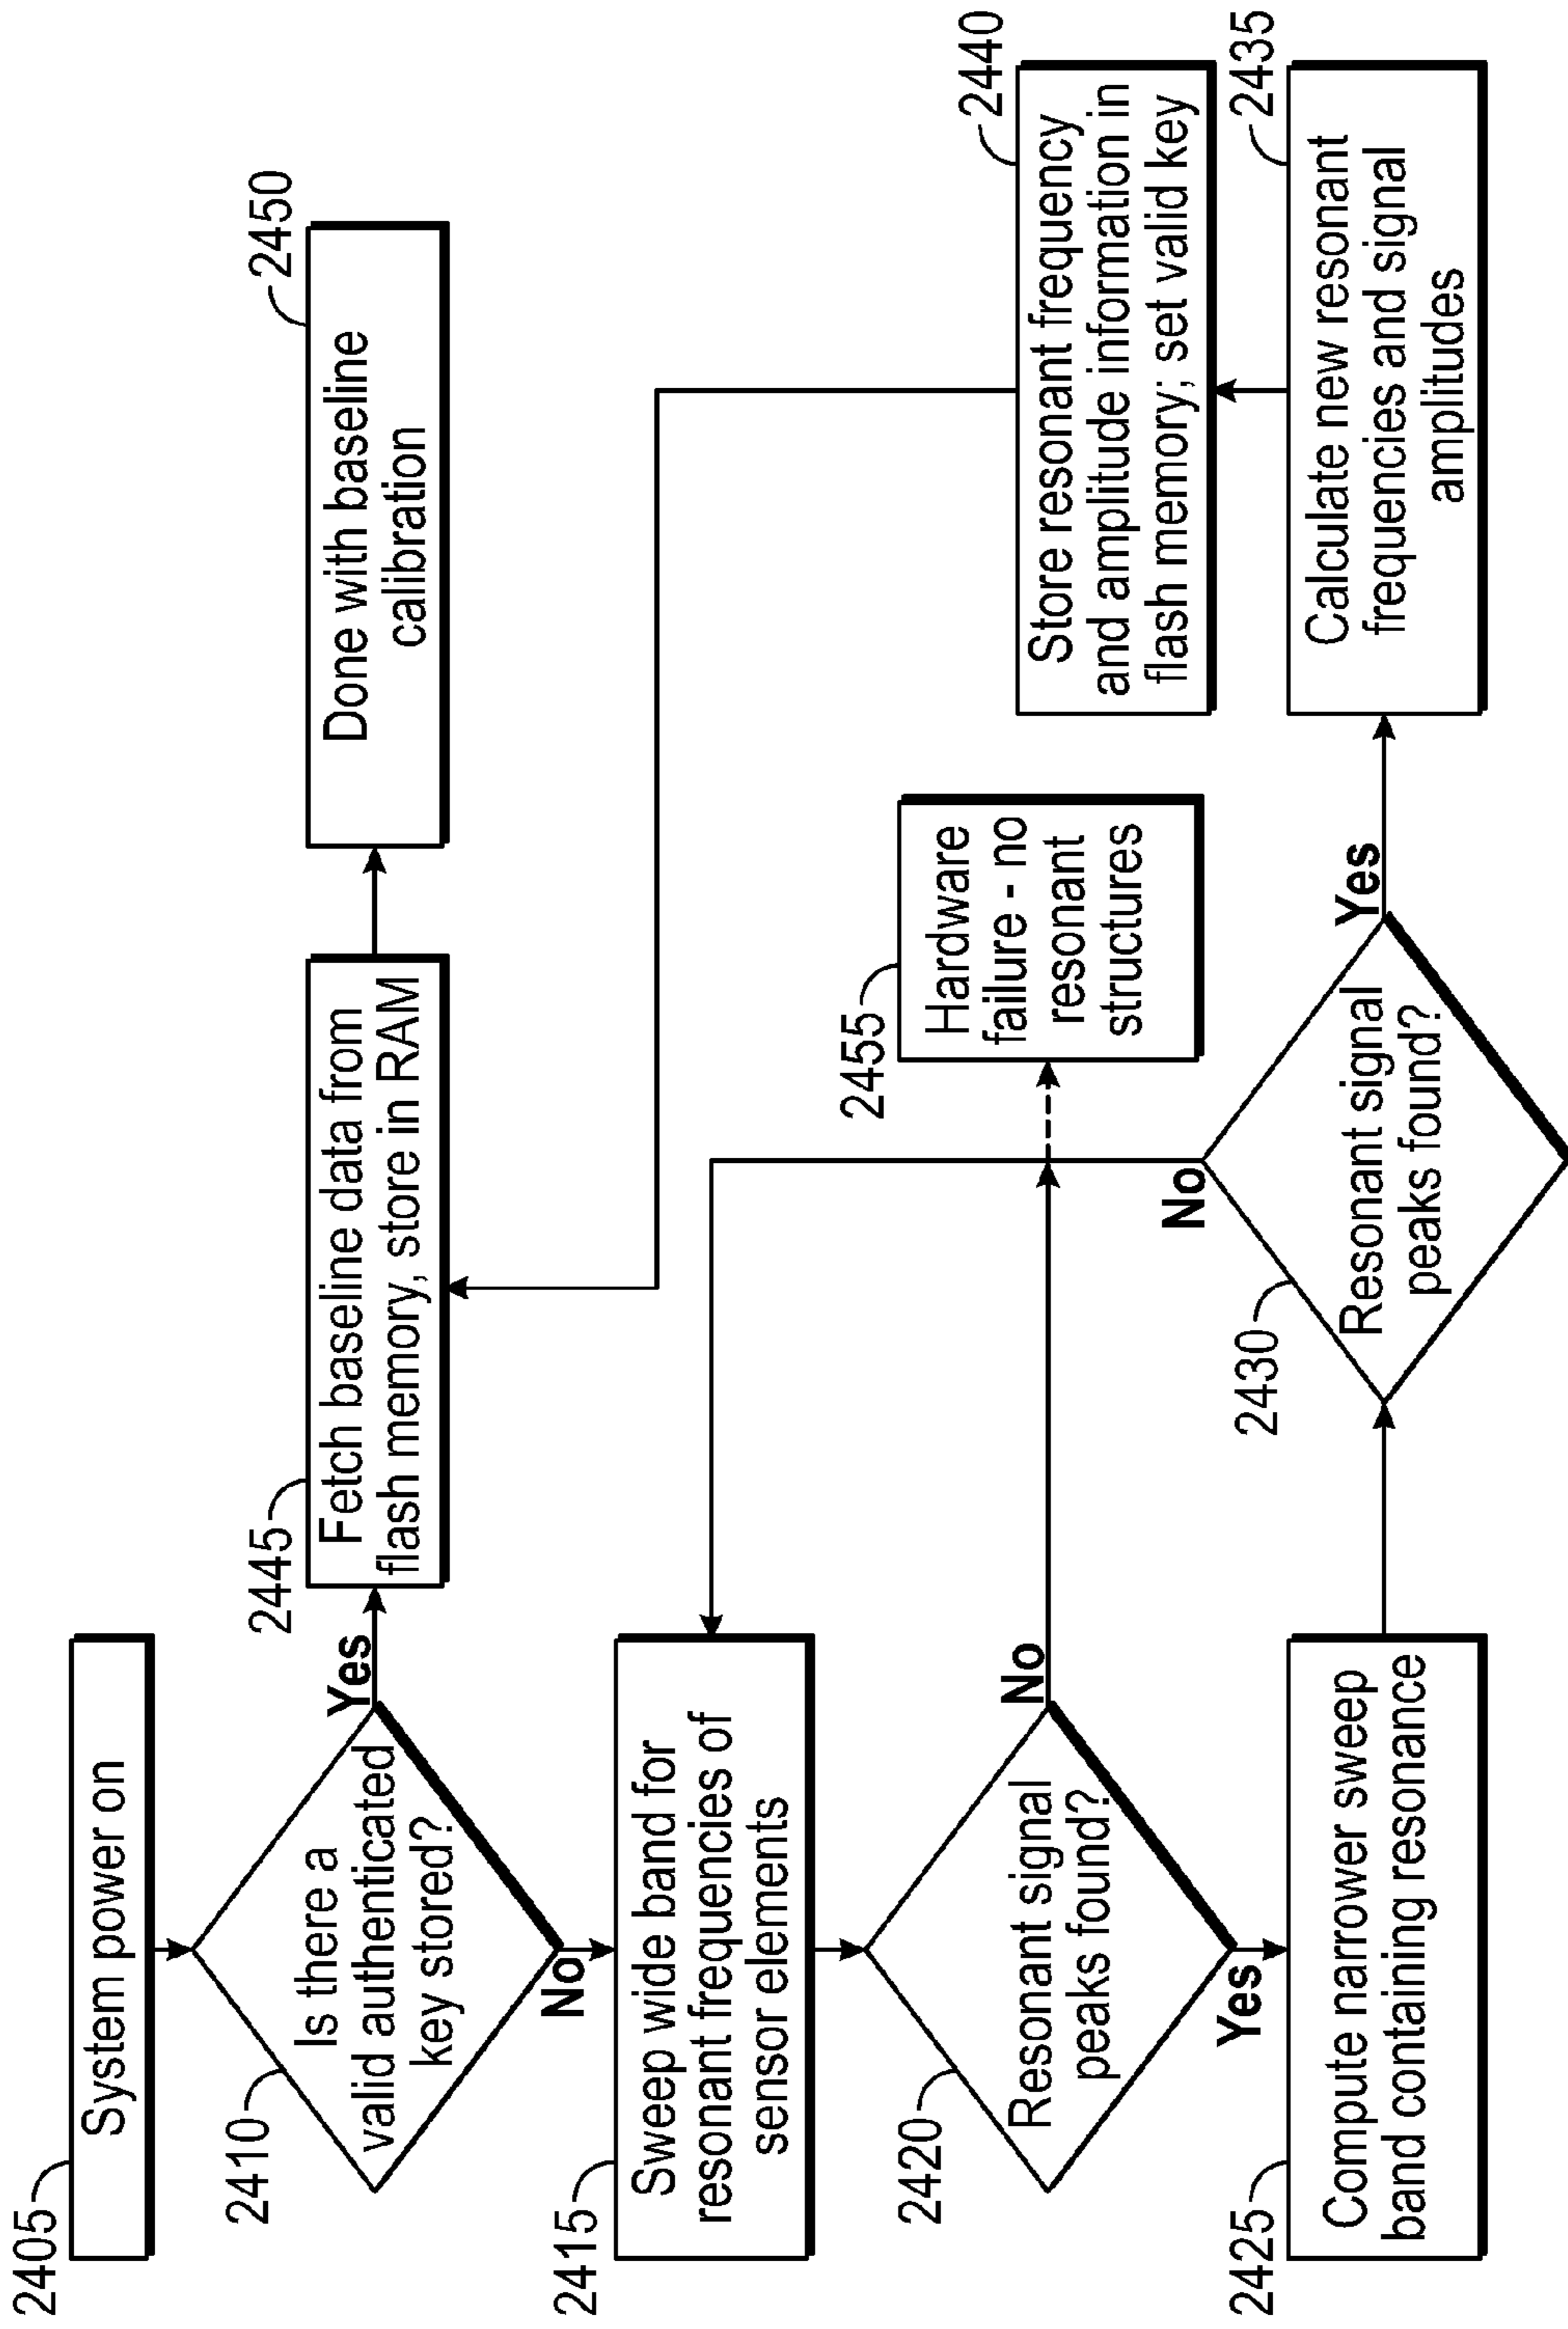 2405
System power on
2410
Is there a
valid authenticated
key stored?
Yes
No
2445
Fetch baseline data from
flash memory, store in RAM
2450
Done with baseline
calibration
2415
Sweep wide band for
resonant frequencies of
sensor elements
2420
Resonant signal
peaks found?
No
Yes
2455
Hardware
failure - no
resonant
structures
2425
Compute narrower sweep
band containing resonance
2430
Resonant signal
peaks found?
No
Yes
2440
Store resonant frequency
and amplitude information in
flash memory; set valid key
2435
Calculate new resonant
frequencies and signal
amplitudes